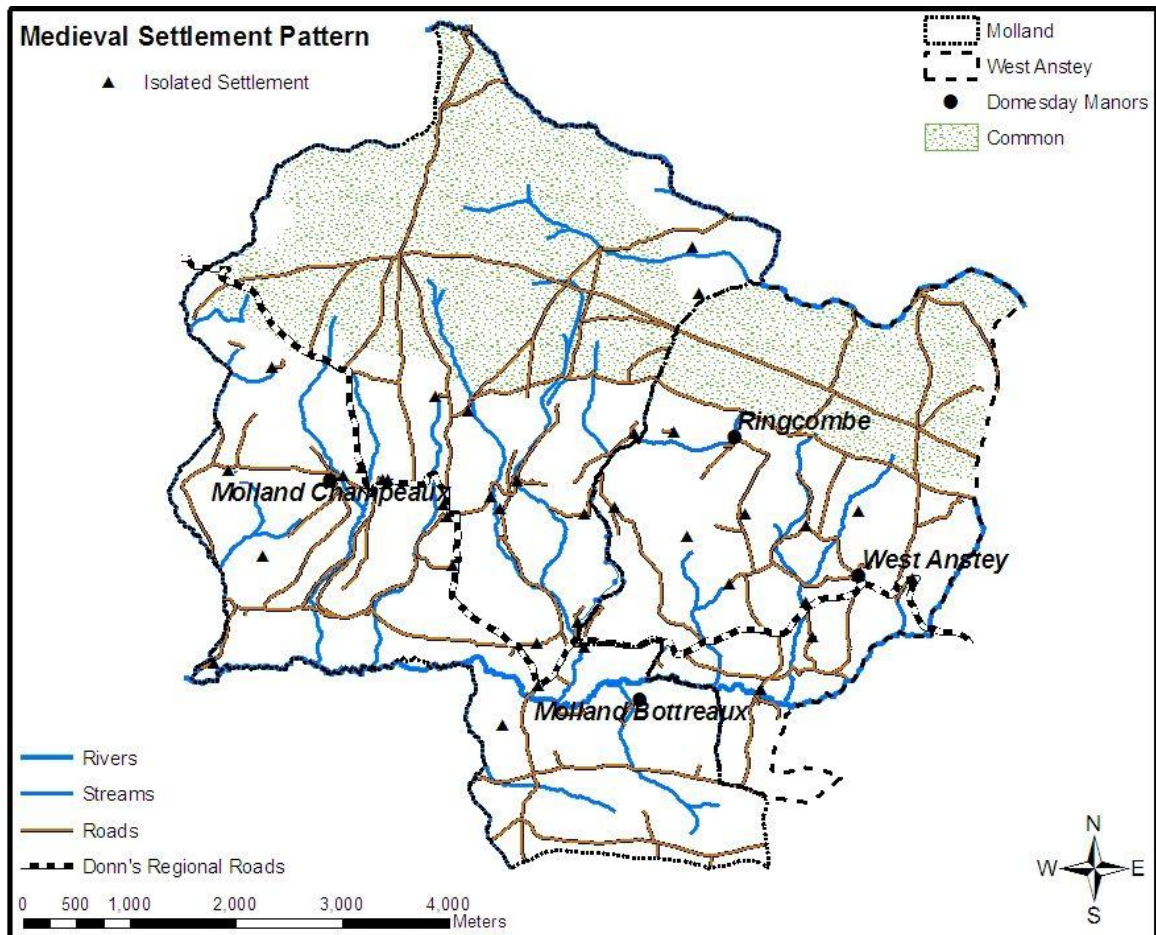 Medieval Settlement Pattern
Isolated Settlement
Molland
West Anstey
Domesday Manors
Common
Ringcombe
Molland Champeaux
West Anstey
Molland Bottreaux
Rivers
Streams
Roads
Donn's Regional Roads
0 500 1,000 2,000 3,000 4,000
Meters
N
W E
S